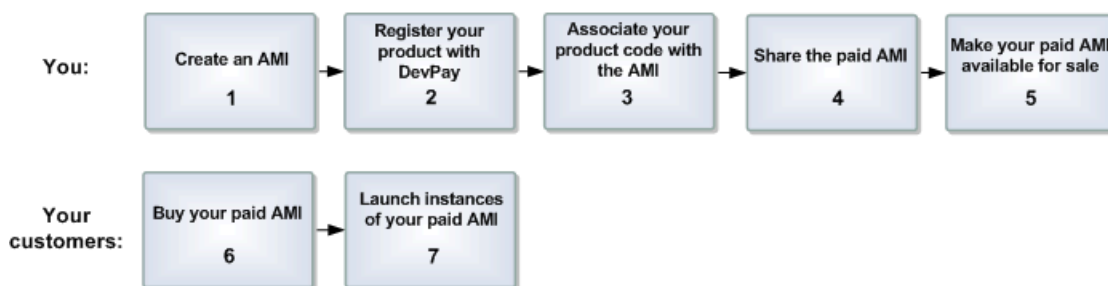 You:
Create an AMI
1
Register your
product with
DevPay
2
Associate your
product code with
the AMI
3
Share the paid AMI
4
Make your paid AMI
available for sale
5
Your
customers:
Buy your paid AMI
6
Launch instances
of your paid AMI
7